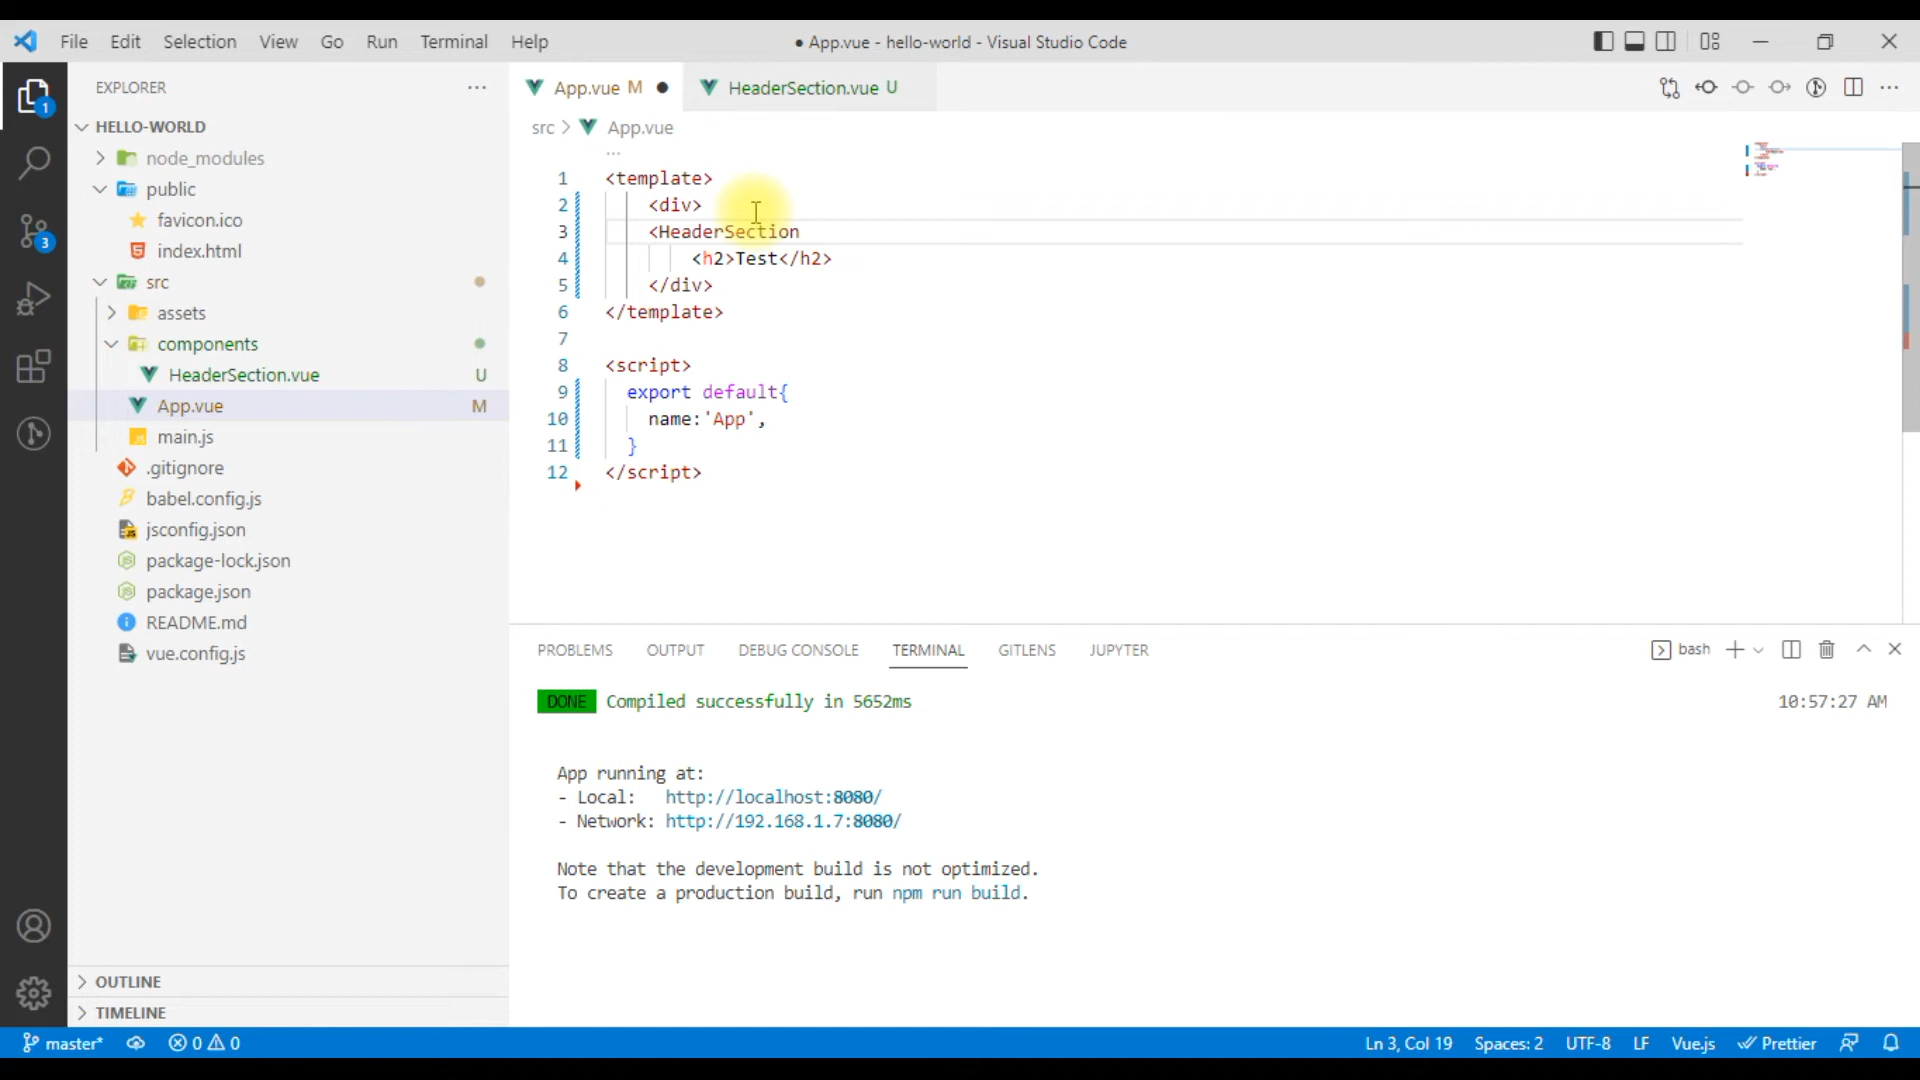 File Edit Selection View Go Run Terminal Help
● App.vue - hello-world - Visual Studio Code
EXPLORER ...
App.vue M ●
HeaderSection.vue U
1
3
HELLO-WORLD
node_modules
public
favicon.ico
index.html
src
assets
components
HeaderSection.vue U
App.vue M
main.js
.gitignore
babel.config.js
jsconfig.json
package-lock.json
package.json
README.md
vue.config.js
OUTLINE
TIMELINE
src > App.vue
...
1 <template>
2 <div>
3 <HeaderSection
4 <h2>Test</h2>
5 </div>
6 </template>
7
8 <script>
9 export default{
10 name:'App',
11 }
12 </script>
PROBLEMS OUTPUT DEBUG CONSOLE TERMINAL GITLENS JUPYTER
bash
DONE Compiled successfully in 5652ms 10:57:27 AM
App running at:
- Local: http://localhost:8080/
- Network: http://192.168.1.7:8080/
Note that the development build is not optimized.
To create a production build, run npm run build.
master* 0 0 Ln 3, Col 19 Spaces: 2 UTF-8 LF Vue.js Prettier